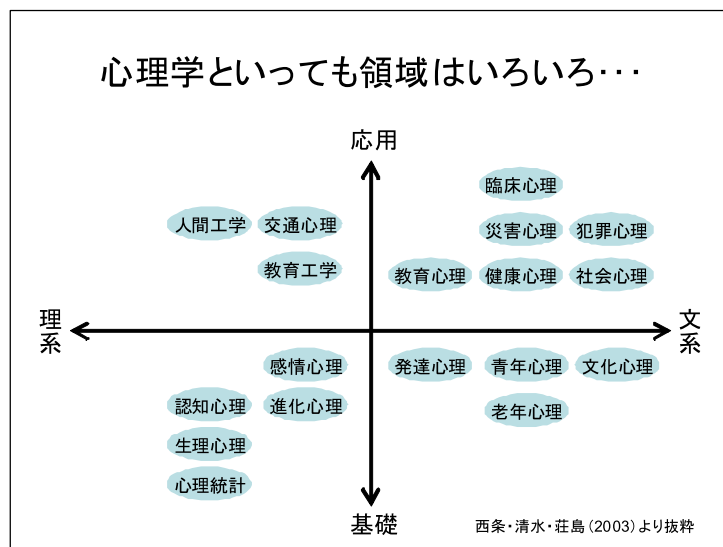 心理学といっても領域はいろいろ・・・
応用
臨床心理
人間工学 交通心理 災害心理 犯罪心理
教育工学 教育心理 健康心理 社会心理
理系
文系
感情心理 発達心理 青年心理 文化心理
認知心理 進化心理 老年心理
生理心理
心理統計
基礎
西条・清水・荘島(2003)より抜粋